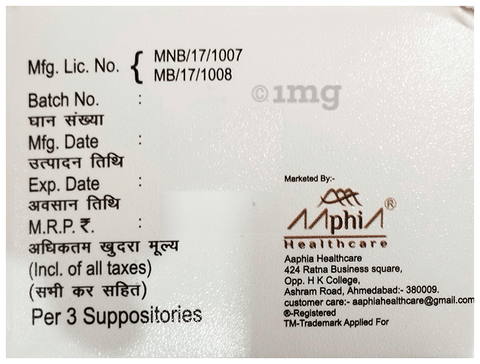 Mfg. Lic. No. { MNB/17/1007
MB/17/1008
Batch No. :
घान संख्या
Mfg. Date :
उत्पादन तिथि
Exp. Date :
अवसान तिथि
M.R.P. ₹. :
अधिकतम खुदरा मूल्य
(Incl. of all taxes)
(सभी कर सहित)
Per 3 Suppositories
©1mg
Marketed By:-
AAphiA®
Healthcare
Aaphia Healthcare
424 Ratna Business square,
Opp. H K College,
Ashram Road, Ahmedabad:- 380009.
customer care:- aaphiahealthcare@gmail.com
®-Registered
TM-Trademark Applied For